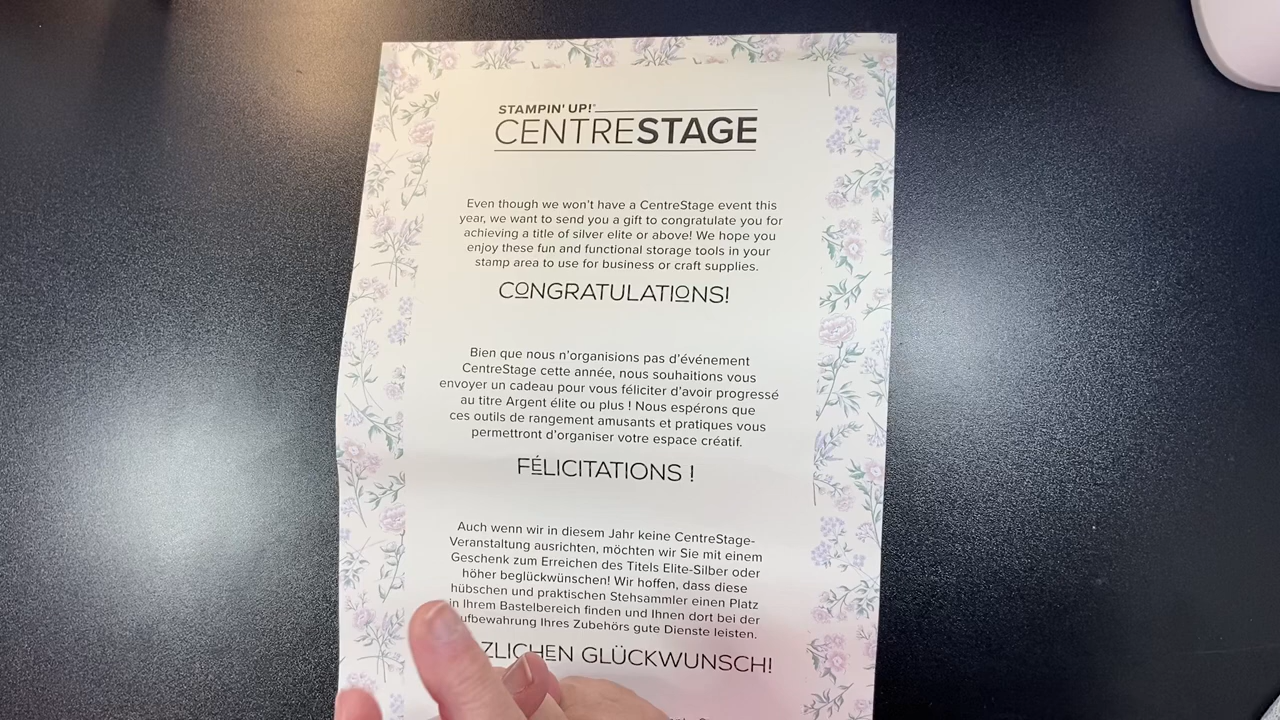 STAMPIN' UP!®
CENTRESTAGE
Even though we won't have a CentreStage event this
year, we want to send you a gift to congratulate you for
achieving a title of silver elite or above! We hope you
enjoy these fun and functional storage tools in your
stamp area to use for business or craft supplies.
CONGRATULATIONS!
Bien que nous n'organisions pas d'événement
CentreStage cette année, nous souhaitions vous
envoyer un cadeau pour vous féliciter d'avoir progressé
au titre Argent élite ou plus ! Nous espérons que
ces outils de rangement amusants et pratiques vous
permettront d'organiser votre espace créatif.
FÉLICITATIONS !
Auch wenn wir in diesem Jahr keine CentreStage-
Veranstaltung ausrichten, möchten wir Sie mit einem
Geschenk zum Erreichen des Titels Elite-Silber oder
höher beglückwünschen! Wir hoffen, dass diese
hübschen und praktischen Stehsammler einen Platz
in Ihrem Bastelbereich finden und Ihnen dort bei der
ufbewahrung Ihres Zubehörs gute Dienste leisten.
ZLICHEN GLÜCKWUNSCH!